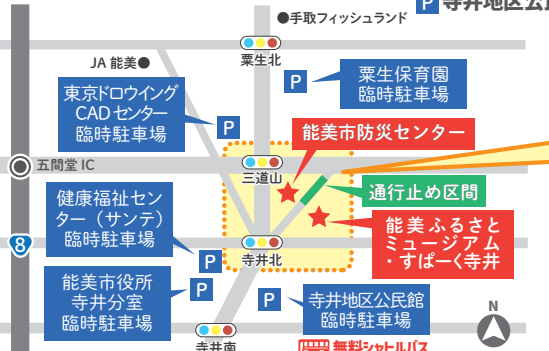 P 寺井地区公民
●手取フィッシュランド
粟生北
JA 能美●
P
粟生保育園
臨時駐車場
東京ドロウイング
CAD センター
臨時駐車場
P
能美市防災センター
五間堂 IC
三道山
通行止め区間
健康福祉セン
ター（サンテ）
臨時駐車場
能美ふるさと
ミュージアム
・すぱーく寺井
8
P
寺井北
能美市役所
寺井分室
臨時駐車場
P
P
寺井地区公民館
臨時駐車場
N
寺井南
無料シャトルバス